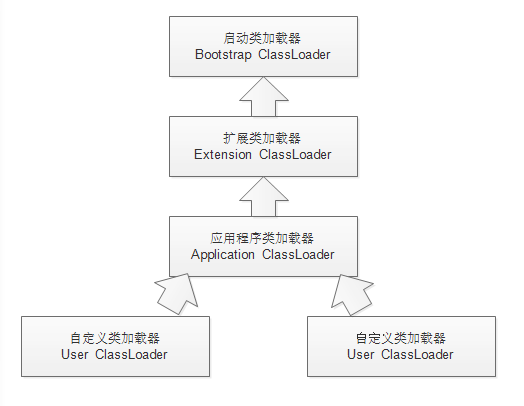 启动类加载器
Bootstrap ClassLoader
扩展类加载器
Extension ClassLoader
应用程序类加载器
Application ClassLoader
自定义类加载器
User ClassLoader
自定义类加载器
User ClassLoader